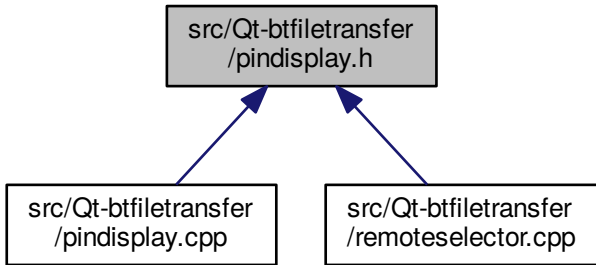 src/Qt-btfiletransfer
/pindisplay.h
src/Qt-btfiletransfer
/pindisplay.cpp
src/Qt-btfiletransfer
/remoteselector.cpp